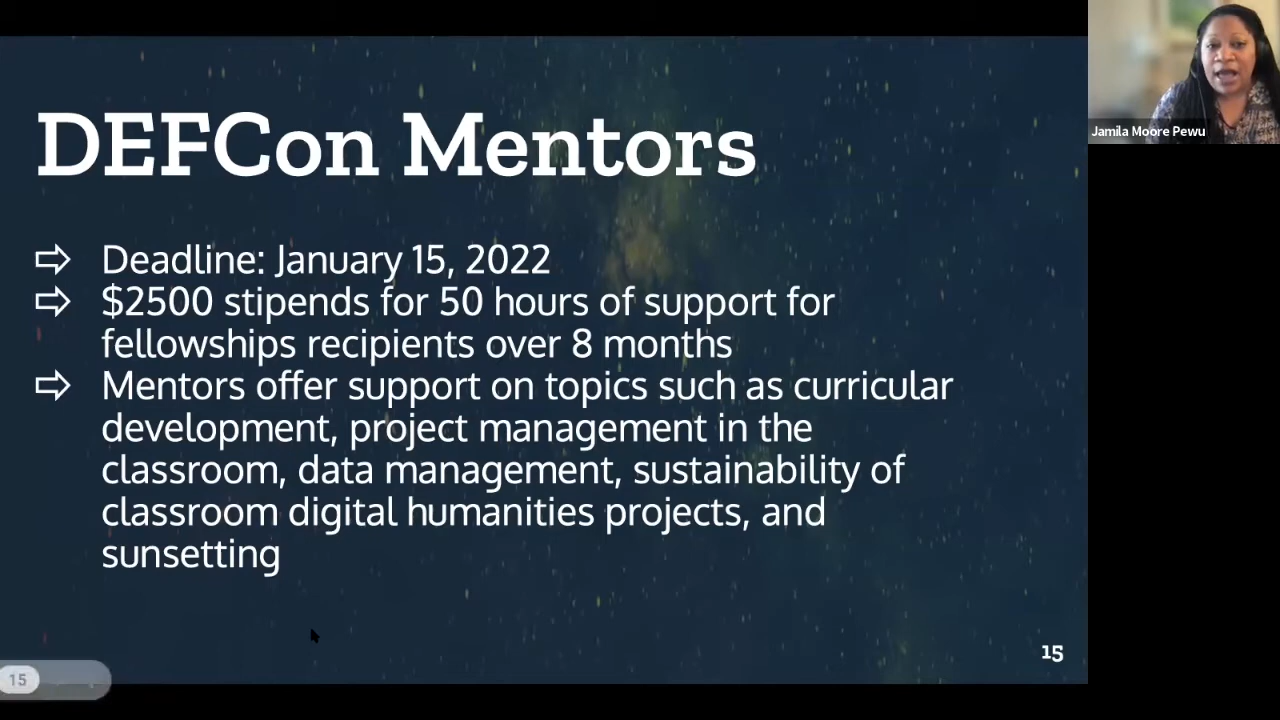 DEFCon Mentors
Jamila Moore Pewu
⇨ Deadline: January 15, 2022
⇨ $2500 stipends for 50 hours of support for
fellowships recipients over 8 months
⇨ Mentors offer support on topics such as curricular
development, project management in the
classroom, data management, sustainability of
classroom digital humanities projects, and
sunsetting
15
15